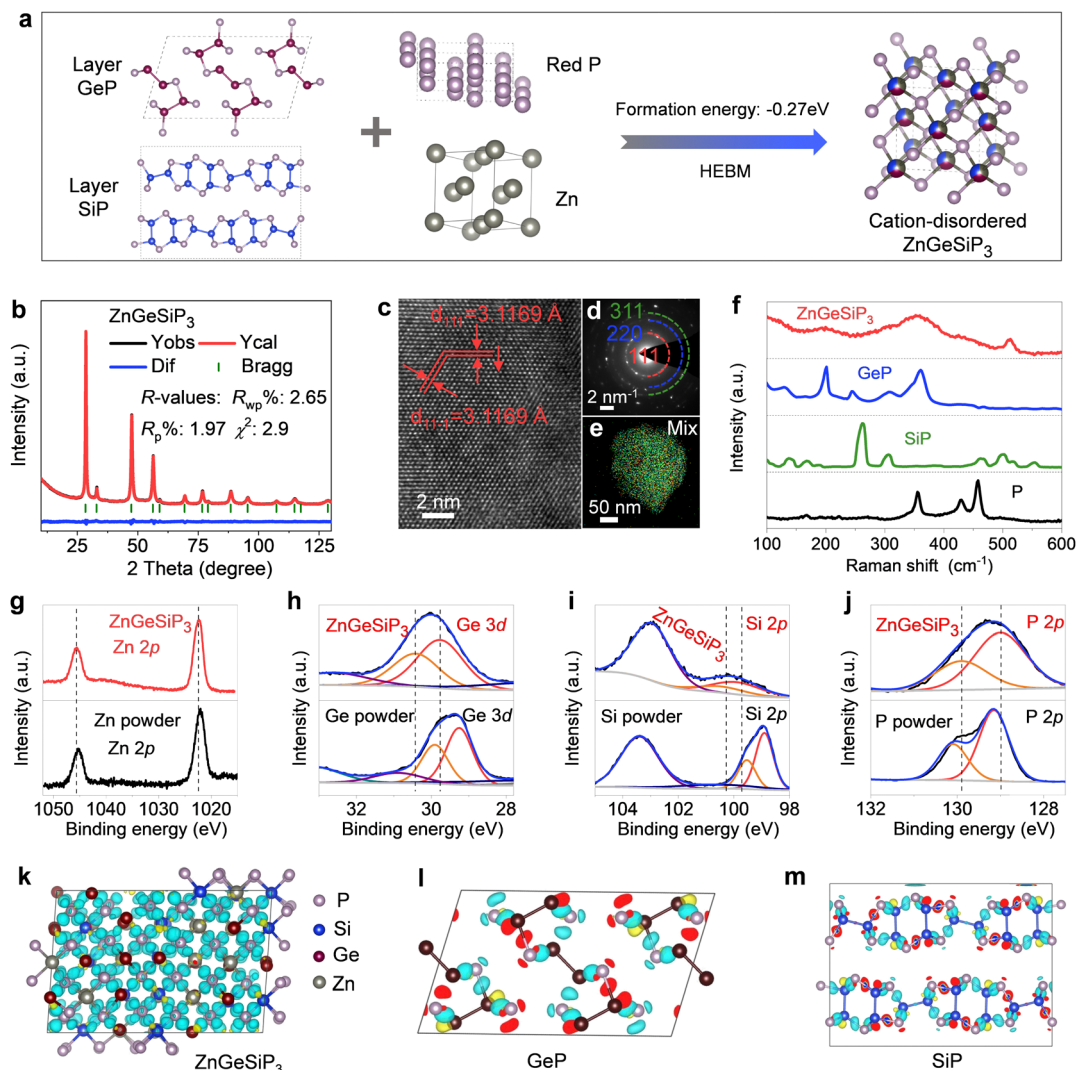 a
Layer
GeP
Layer
SiP
Red P
Zn
Formation energy: -0.27eV
HEBM
Cation-disordered
ZnGeSiP₃
b
ZnGeSiP₃
Yobs Ycal
Dif Bragg
R-values: Rwp%: 2.65
Rp%: 1.97 χ²: 2.9
Intensity (a.u.)
25 50 75 100 125
2 Theta (degree)
c
d₁₁₁=3.1169 Å
d₁₁₋₁=3.1169 Å
2 nm
d
311
220
111
2 nm⁻¹
e
Mix
50 nm
f
ZnGeSiP₃
GeP
SiP
P
Intensity (a.u.)
100 200 300 400 500 600
Raman shift (cm⁻¹)
g
ZnGeSiP₃
Zn 2p
Zn powder
Zn 2p
Intensity (a.u.)
1050 1040 1030 1020
Binding energy (eV)
h
ZnGeSiP₃ Ge 3d
Ge powder Ge 3d
Intensity (a.u.)
32 30 28
Binding energy (eV)
i
ZnGeSiP₃ Si 2p
Si powder Si 2p
Intensity (a.u.)
104 102 100 98
Binding energy (eV)
j
ZnGeSiP₃ P 2p
P powder P 2p
Intensity (a.u.)
132 130 128
Binding energy (eV)
k
P
Si
Ge
Zn
ZnGeSiP₃
l
GeP
m
SiP